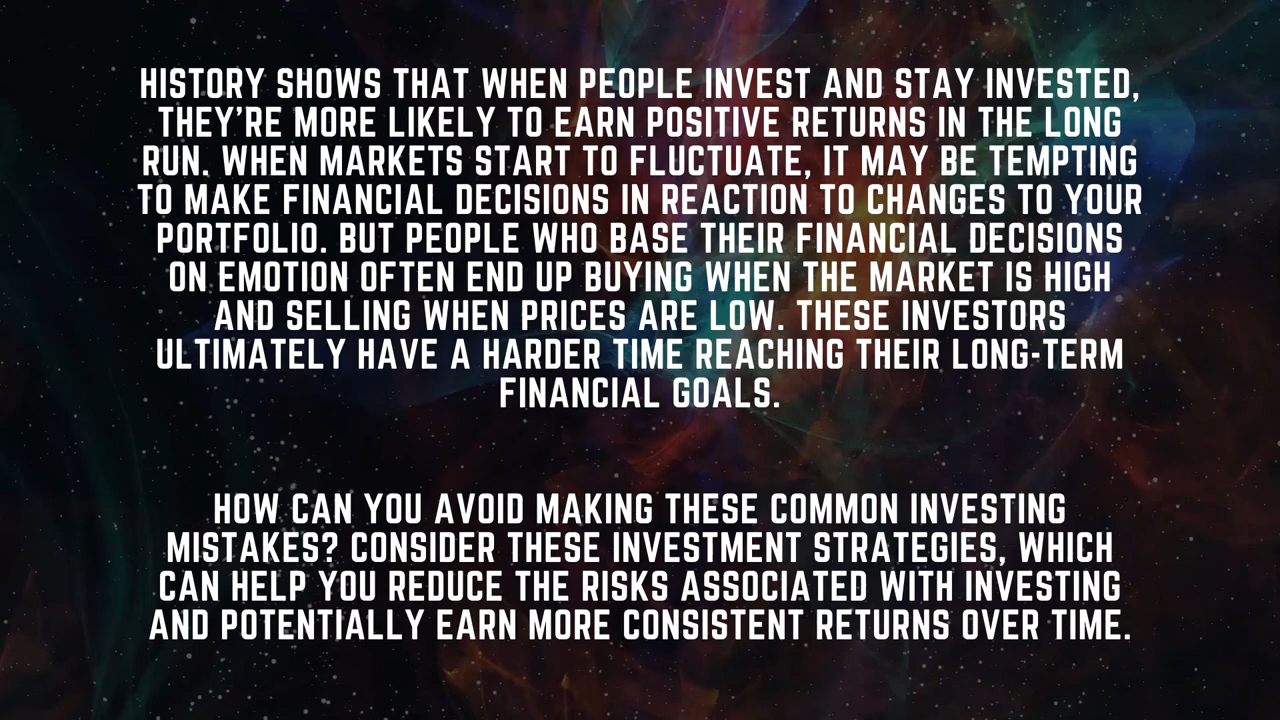 HISTORY SHOWS THAT WHEN PEOPLE INVEST AND STAY INVESTED,
THEY'RE MORE LIKELY TO EARN POSITIVE RETURNS IN THE LONG
RUN. WHEN MARKETS START TO FLUCTUATE, IT MAY BE TEMPTING
TO MAKE FINANCIAL DECISIONS IN REACTION TO CHANGES TO YOUR
PORTFOLIO. BUT PEOPLE WHO BASE THEIR FINANCIAL DECISIONS
ON EMOTION OFTEN END UP BUYING WHEN THE MARKET IS HIGH
AND SELLING WHEN PRICES ARE LOW. THESE INVESTORS
ULTIMATELY HAVE A HARDER TIME REACHING THEIR LONG-TERM
FINANCIAL GOALS.
HOW CAN YOU AVOID MAKING THESE COMMON INVESTING
MISTAKES? CONSIDER THESE INVESTMENT STRATEGIES, WHICH
CAN HELP YOU REDUCE THE RISKS ASSOCIATED WITH INVESTING
AND POTENTIALLY EARN MORE CONSISTENT RETURNS OVER TIME.